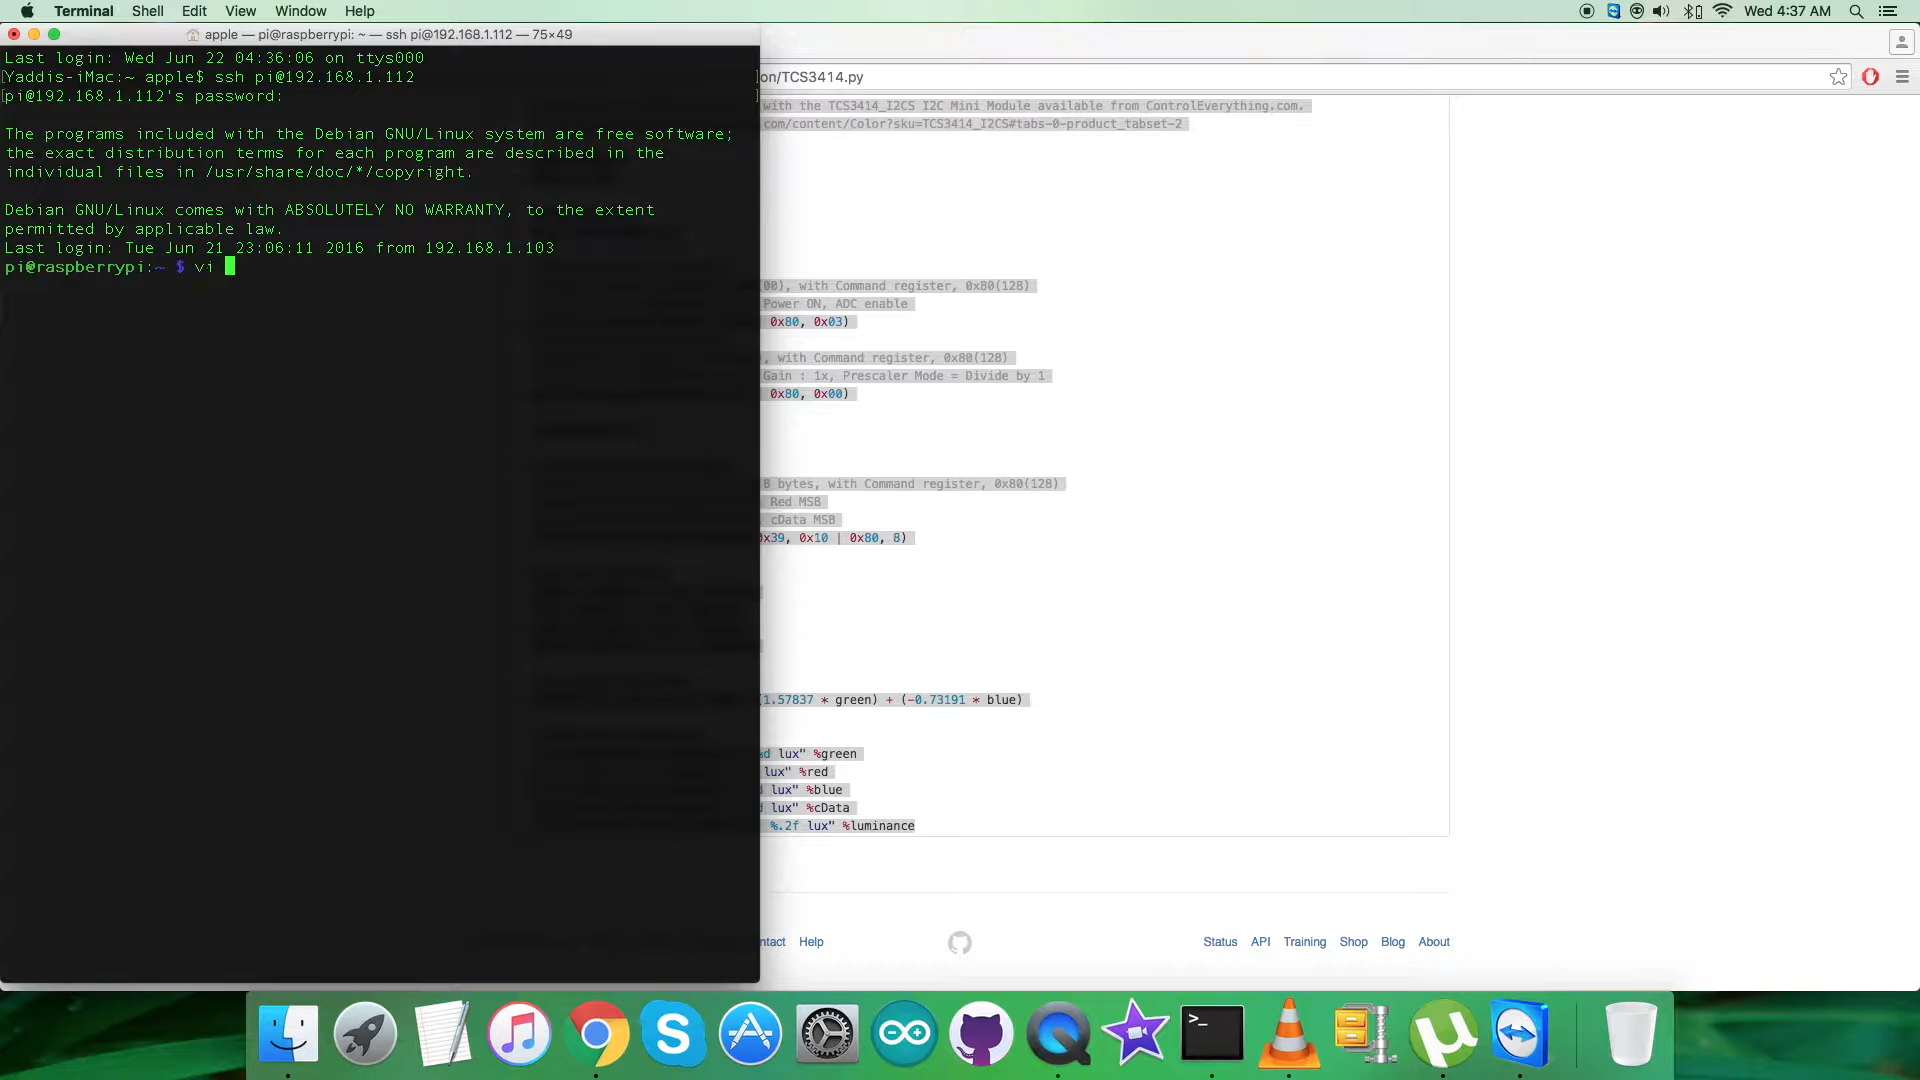 Terminal Shell Edit View Window Help
Wed 4:37 AM
apple — pi@raspberrypi: ~ — ssh pi@192.168.1.112 — 75×49
Last login: Wed Jun 22 04:36:06 on ttys000
[Yaddis-iMac:~ apple$ ssh pi@192.168.1.112 ]
[pi@192.168.1.112's password: ]
The programs included with the Debian GNU/Linux system are free software;
the exact distribution terms for each program are described in the
individual files in /usr/share/doc/*/copyright.
Debian GNU/Linux comes with ABSOLUTELY NO WARRANTY, to the extent
permitted by applicable law.
Last login: Tue Jun 21 23:06:11 2016 from 192.168.1.103
pi@raspberrypi:~ $ vi
on/TCS3414.py
with the TCS3414_I2CS I2C Mini Module available from ControlEverything.com.
com/content/Color?sku=TCS3414_I2CS#tabs-0-product_tabset-2
00), with Command register, 0x80(128)
Power ON, ADC enable
0x80, 0x03)
, with Command register, 0x80(128)
Gain : 1x, Prescaler Mode = Divide by 1
0x80, 0x00)
8 bytes, with Command register, 0x80(128)
Red MSB
cData MSB
0x39, 0x10 | 0x80, 8)
(1.57837 * green) + (-0.73191 * blue)
%d lux" %green
lux" %red
d lux" %blue
d lux" %cData
%.2f lux" %luminance
ntact Help Status API Training Shop Blog About